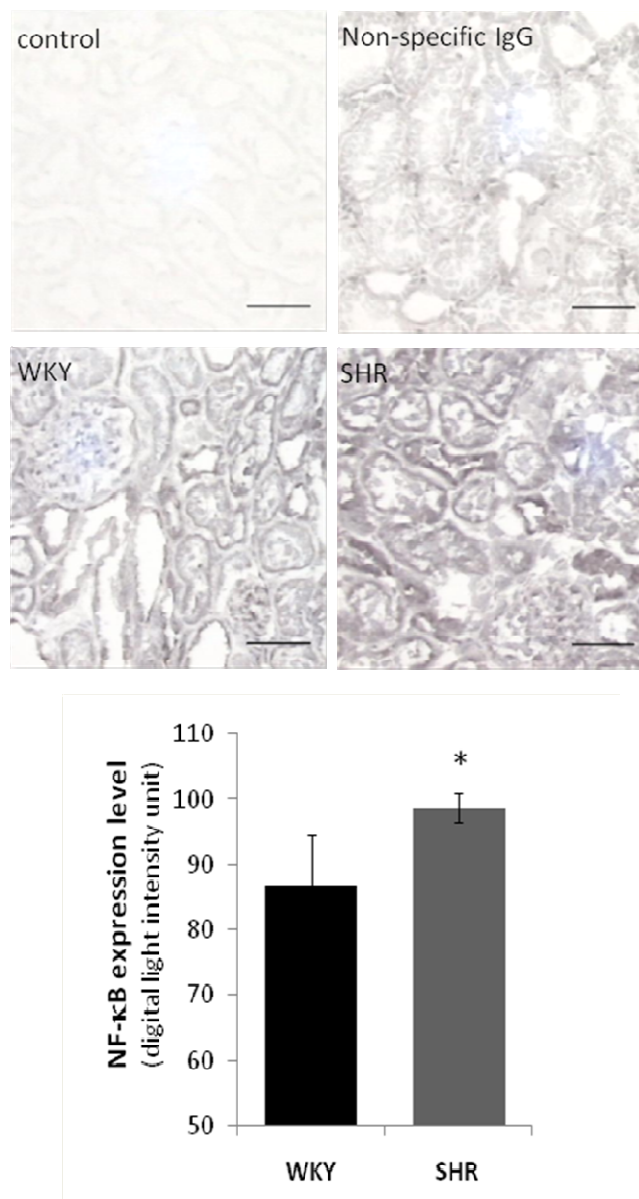 control
Non-specific IgG
WKY
SHR
NF-κB expression level
(digital light intensity unit)
110
100
90
80
70
60
50
*
WKY
SHR